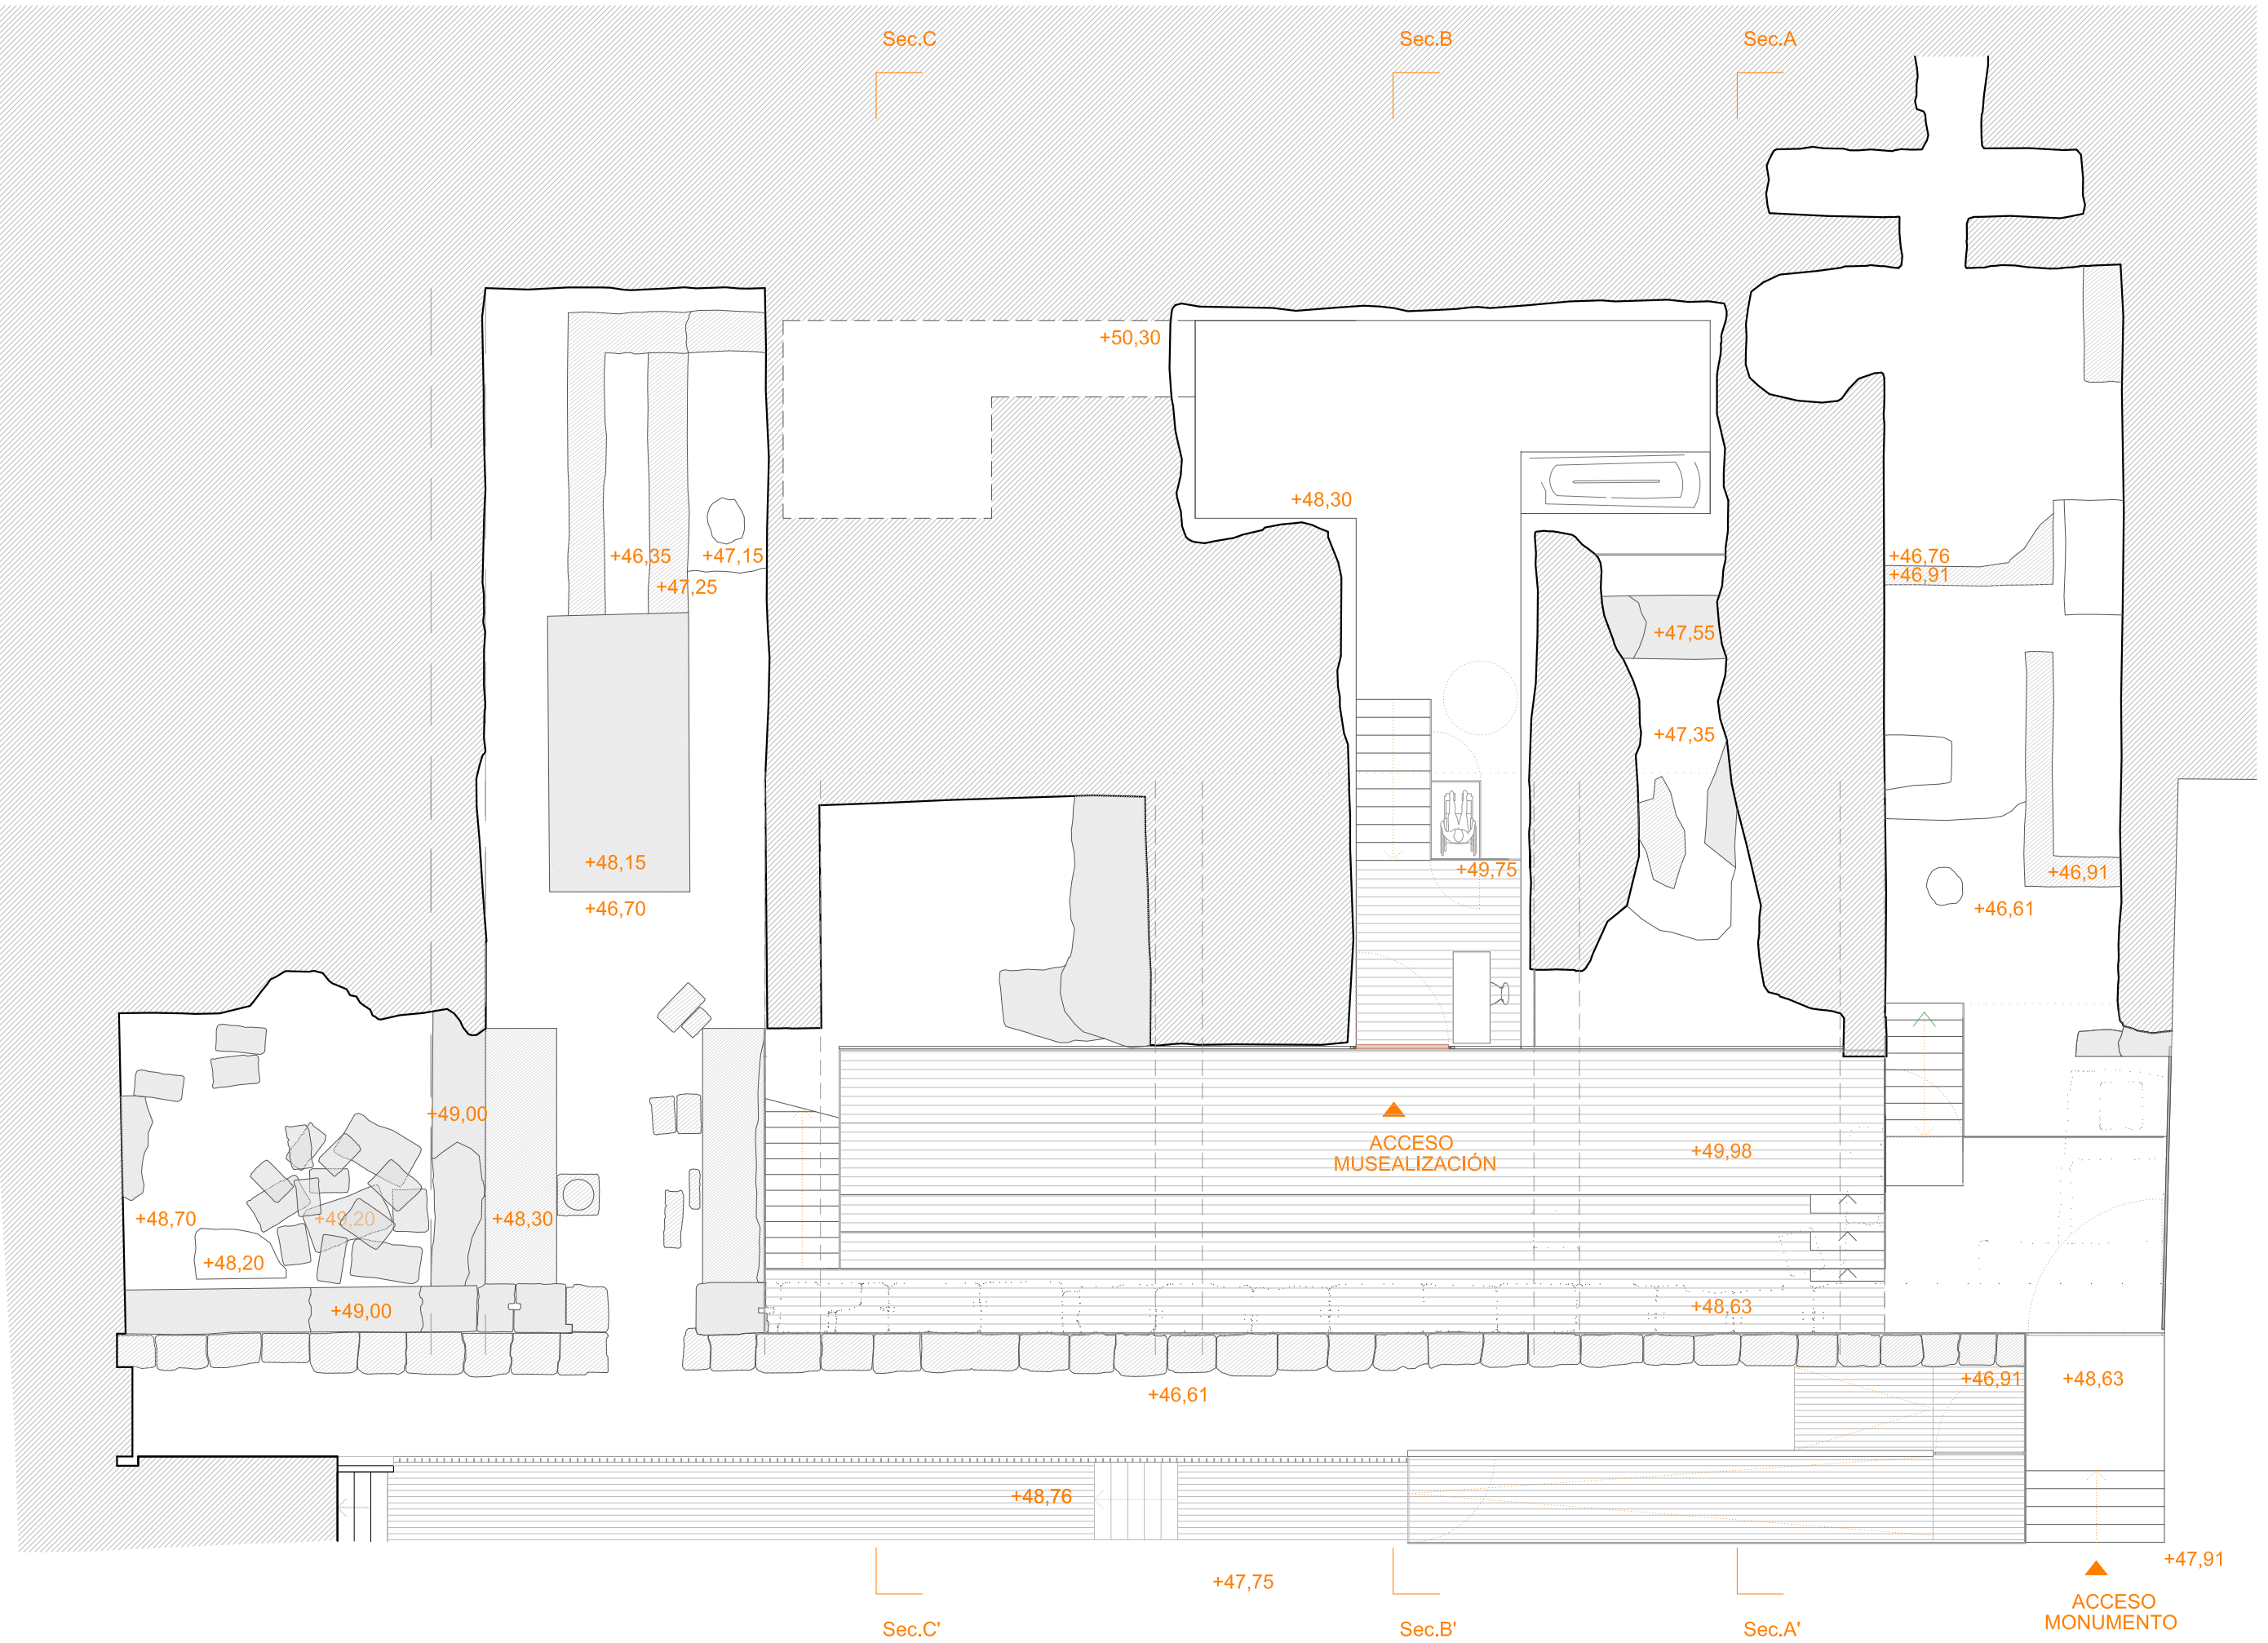 Sec.C
Sec.B
Sec.A
+50,30
+48,30
+46,35
+47,15
+47,25
+46,76
+46,91
+47,55
+47,35
+48,15
+49,75
+46,91
+46,70
+46,61
+49,00
ACCESO
MUSEALIZACIÓN
+49,98
+48,70
+49,20
+48,30
+48,20
+49,00
+48,63
+46,61
+46,91
+48,63
+48,76
+47,75
+47,91
ACCESO
MONUMENTO
Sec.C'
Sec.B'
Sec.A'